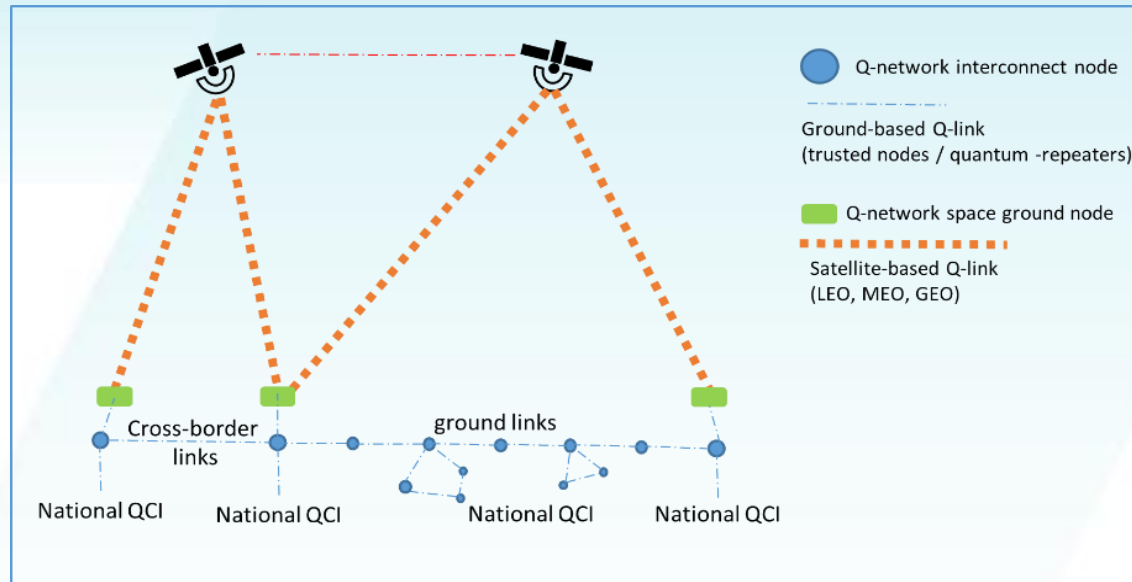 Q-network interconnect node
Ground-based Q-link
(trusted nodes / quantum -repeaters)
Q-network space ground node
Satellite-based Q-link
(LEO, MEO, GEO)
Cross-border
links
ground links
National QCI
National QCI
National QCI
National QCI